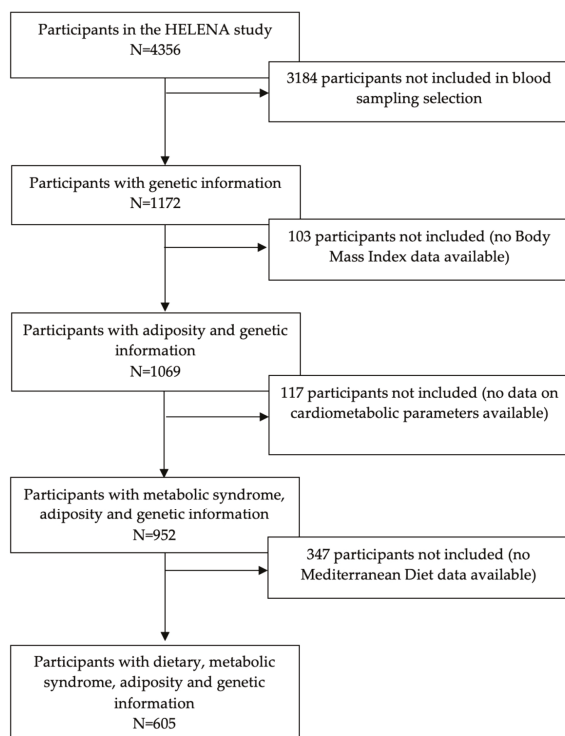 Participants in the HELENA study
N=4356
3184 participants not included in blood
sampling selection
Participants with genetic information
N=1172
103 participants not included (no Body
Mass Index data available)
Participants with adiposity and genetic
information
N=1069
117 participants not included (no data on
cardiometabolic parameters available)
Participants with metabolic syndrome,
adiposity and genetic information
N=952
347 participants not included (no
Mediterranean Diet data available)
Participants with dietary, metabolic
syndrome, adiposity and genetic
information
N=605